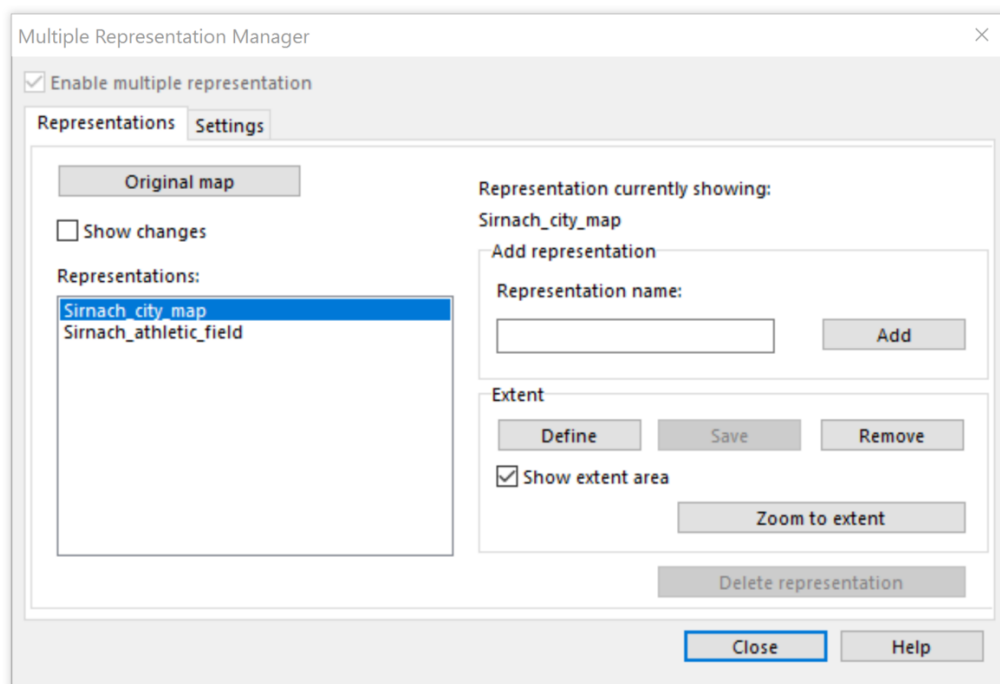 Multiple Representation Manager
Enable multiple representation
Representations
Settings
Original map
Show changes
Representations:
Sirnach_city_map
Sirnach_athletic_field
Representation currently showing:
Sirnach_city_map
Add representation
Representation name:
Add
Extent
Define
Save
Remove
Show extent area
Zoom to extent
Delete representation
Close
Help